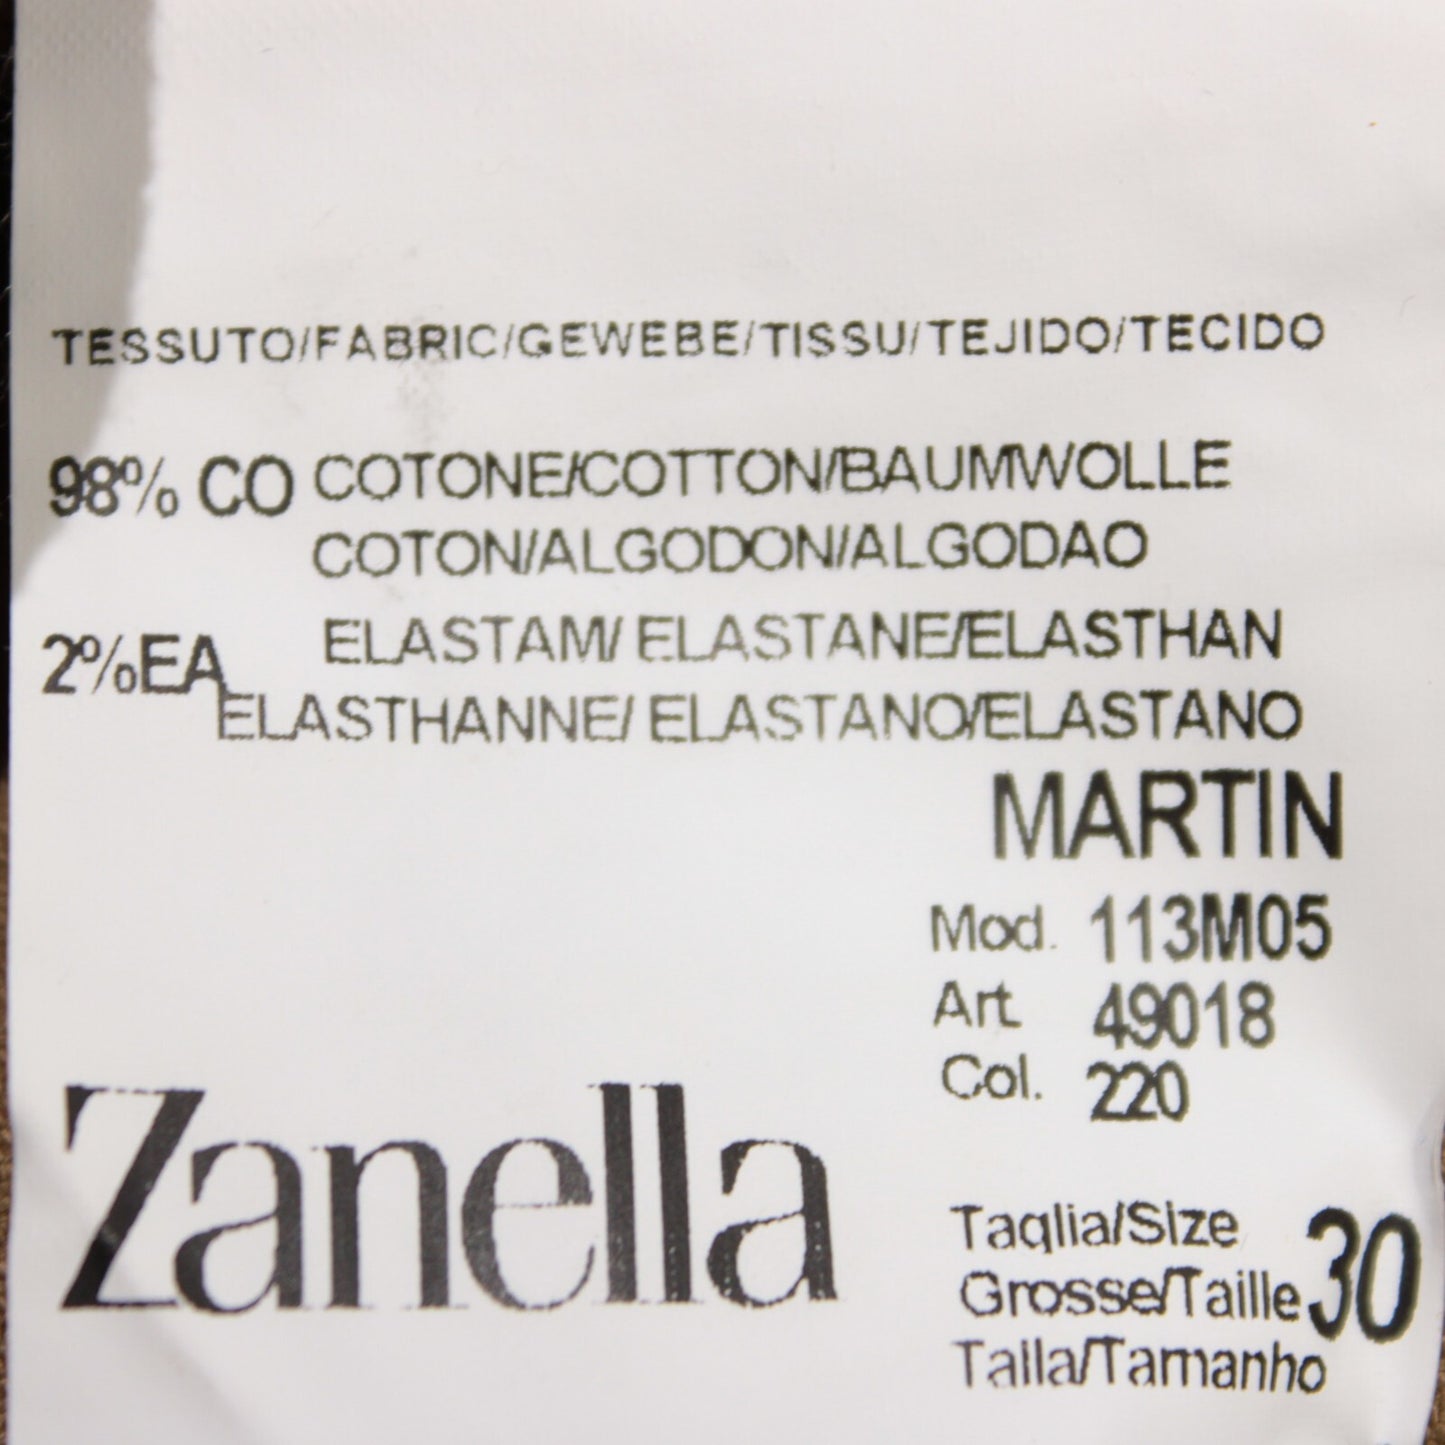 TESSUTO/FABRIC/GEWEBE/TISSU/TEJIDO/TECIDO
98% CO COTONE/COTTON/BAUMWOLLE
COTON/ALGODON/ALGODAO
2%EA ELASTAM/ ELASTANE/ELASTHAN
ELASTHANNE/ ELASTANO/ELASTANO
MARTIN
Mod. 113M05
Art. 49018
Col. 220
Zanella
Taglia/Size
Grosse/Taille 30
Talla/Tamanho